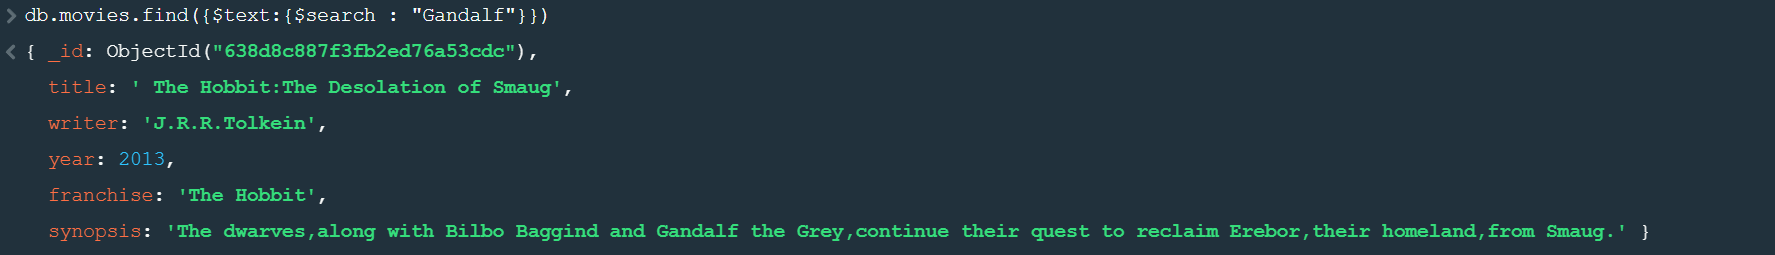 > db.movies.find({$text:{$search : "Gandalf"}})
< { _id: ObjectId("638d8c887f3fb2ed76a53cdc"),
title: ' The Hobbit:The Desolation of Smaug',
writer: 'J.R.R.Tolkein',
year: 2013,
franchise: 'The Hobbit',
synopsis: 'The dwarves,along with Bilbo Baggind and Gandalf the Grey,continue their quest to reclaim Erebor,their homeland,from Smaug.' }